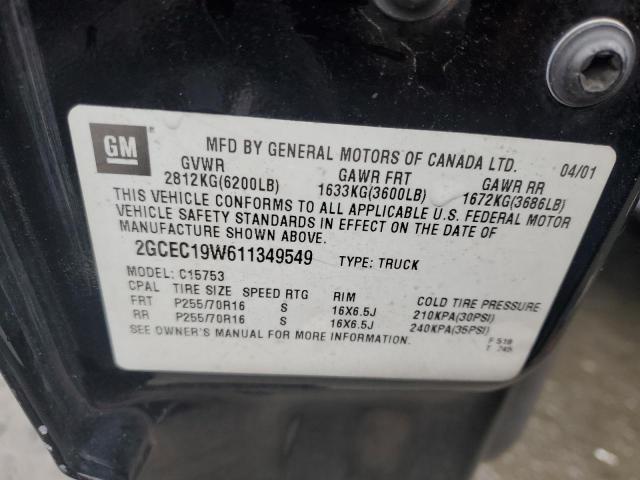 GM
MFD BY GENERAL MOTORS OF CANADA LTD. 04/01
GVWR GAWR FRT GAWR RR
2812KG(6200LB) 1633KG(3600LB) 1672KG(3686LB)
THIS VEHICLE CONFORMS TO ALL APPLICABLE U.S. FEDERAL MOTOR
VEHICLE SAFETY STANDARDS IN EFFECT ON THE DATE OF
MANUFACTURE SHOWN ABOVE.
2GCEC19W611349549 TYPE: TRUCK
MODEL: C15753
CPAL TIRE SIZE SPEED RTG RIM COLD TIRE PRESSURE
FRT P255/70R16 S 16X6.5J 210KPA(30PSI)
RR P255/70R16 S 16X6.5J 240KPA(35PSI)
SEE OWNER'S MANUAL FOR MORE INFORMATION.
F 518
T 745